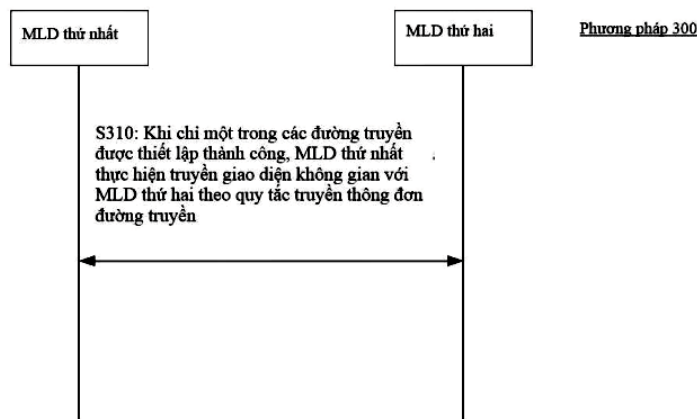 MLD thứ nhất
MLD thứ hai
Phương pháp 300
S310: Khi chỉ một trong các đường truyền
được thiết lập thành công, MLD thứ nhất
thực hiện truyền giao diện không gian với
MLD thứ hai theo quy tắc truyền thông đơn
đường truyền